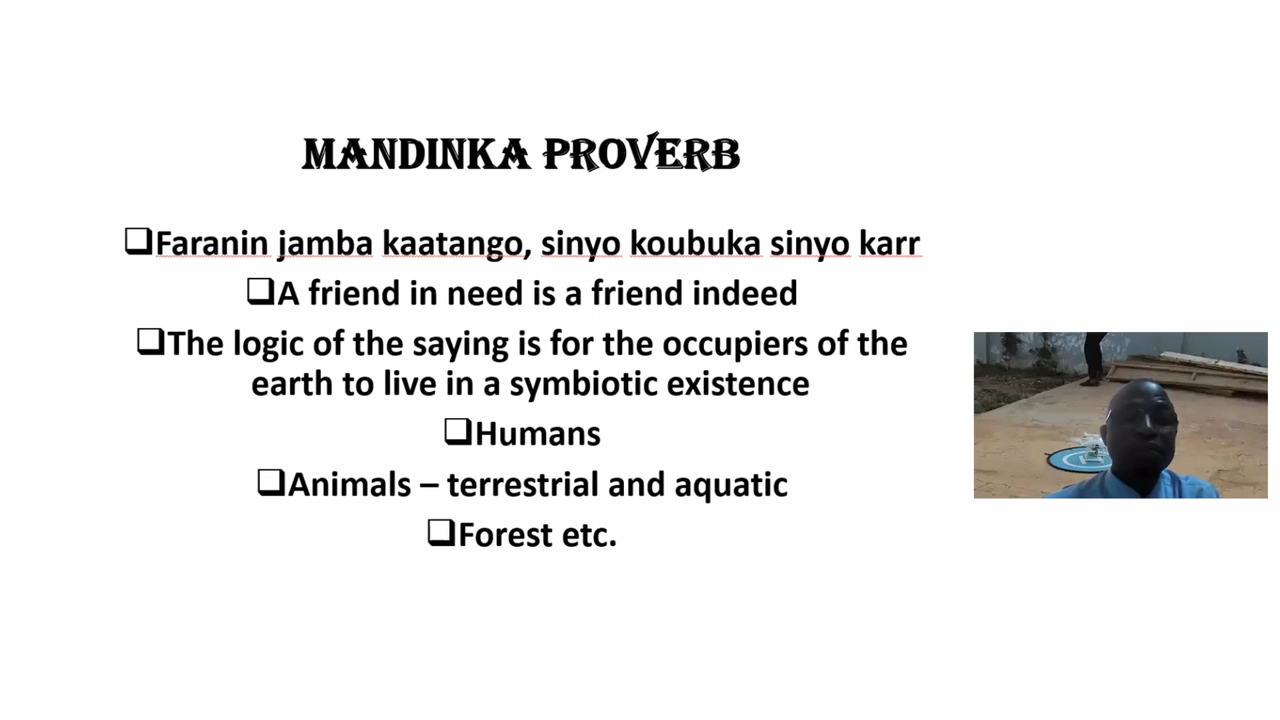 MANDINKA PROVERB
❑Faranin jamba kaatango, sinyo koubuka sinyo karr
❑A friend in need is a friend indeed
❑The logic of the saying is for the occupiers of the
earth to live in a symbiotic existence
❑Humans
❑Animals – terrestrial and aquatic
❑Forest etc.